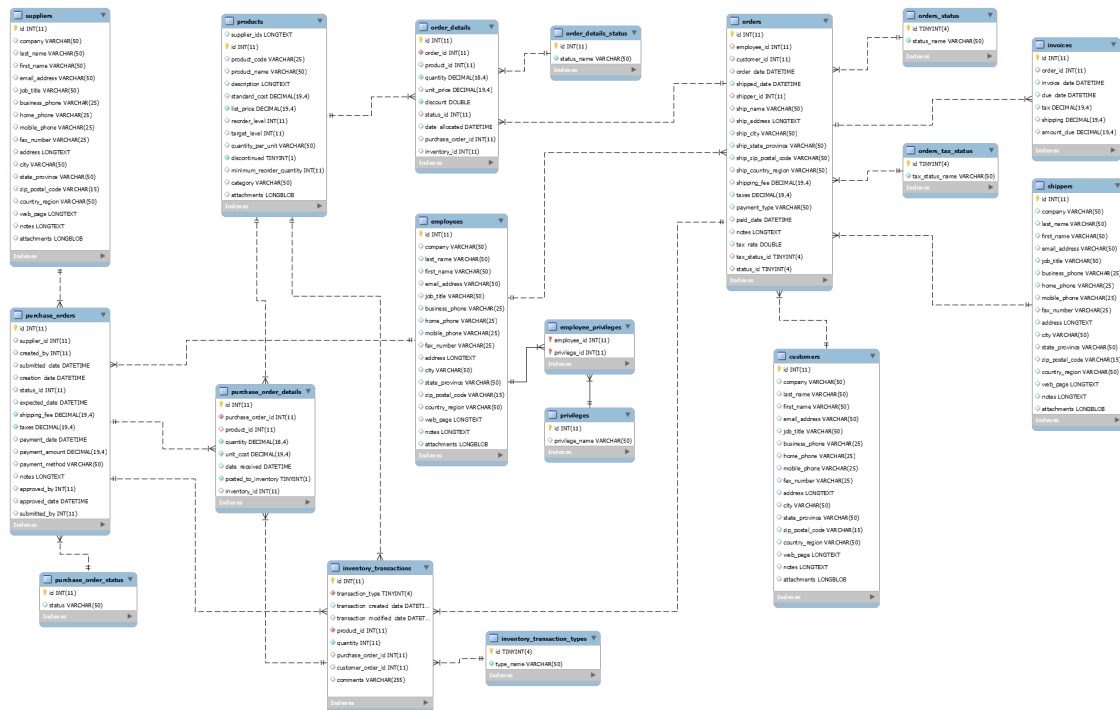 suppliers
id INT(11)
company VARCHAR(50)
last_name VARCHAR(50)
first_name VARCHAR(50)
email_address VARCHAR(50)
job_title VARCHAR(50)
business_phone VARCHAR(25)
home_phone VARCHAR(25)
mobile_phone VARCHAR(25)
fax_number VARCHAR(25)
address LONGTEXT
city VARCHAR(50)
state_province VARCHAR(50)
zip_postal_code VARCHAR(15)
country_region VARCHAR(50)
web_page LONGTEXT
notes LONGTEXT
attachments LONGBLOB
Indexes
products
supplier_ids LONGTEXT
id INT(11)
product_code VARCHAR(25)
product_name VARCHAR(50)
description LONGTEXT
standard_cost DECIMAL(19,4)
list_price DECIMAL(19,4)
reorder_level INT(11)
target_level INT(11)
quantity_per_unit VARCHAR(50)
discontinued TINYINT(1)
minimum_reorder_quantity INT(11)
category VARCHAR(50)
attachments LONGBLOB
Indexes
order_details
id INT(11)
order_id INT(11)
product_id INT(11)
quantity DECIMAL(18,4)
unit_price DECIMAL(19,4)
discount DOUBLE
status_id INT(11)
date_allocated DATETIME
purchase_order_id INT(11)
inventory_id INT(11)
Indexes
order_details_status
id INT(11)
status_name VARCHAR(50)
Indexes
orders
id INT(11)
employee_id INT(11)
customer_id INT(11)
order_date DATETIME
shipped_date DATETIME
shipper_id INT(11)
ship_name VARCHAR(50)
ship_address LONGTEXT
ship_city VARCHAR(50)
ship_state_province VARCHAR(50)
ship_zip_postal_code VARCHAR(50)
ship_country_region VARCHAR(50)
shipping_fee DECIMAL(19,4)
taxes DECIMAL(19,4)
payment_type VARCHAR(50)
paid_date DATETIME
notes LONGTEXT
tax_rate DOUBLE
tax_status_id TINYINT(4)
status_id TINYINT(4)
Indexes
orders_status
id TINYINT(4)
status_name VARCHAR(50)
Indexes
invoices
id INT(11)
order_id INT(11)
invoice_date DATETIME
due_date DATETIME
tax DECIMAL(19,4)
shipping DECIMAL(19,4)
amount_due DECIMAL(19,4)
Indexes
orders_tax_status
id TINYINT(4)
tax_status_name VARCHAR(50)
Indexes
shippers
id INT(11)
company VARCHAR(50)
last_name VARCHAR(50)
first_name VARCHAR(50)
email_address VARCHAR(50)
job_title VARCHAR(50)
business_phone VARCHAR(25)
home_phone VARCHAR(25)
mobile_phone VARCHAR(25)
fax_number VARCHAR(25)
address LONGTEXT
city VARCHAR(50)
state_province VARCHAR(50)
zip_postal_code VARCHAR(15)
country_region VARCHAR(50)
web_page LONGTEXT
notes LONGTEXT
attachments LONGBLOB
Indexes
employees
id INT(11)
company VARCHAR(50)
last_name VARCHAR(50)
first_name VARCHAR(50)
email_address VARCHAR(50)
job_title VARCHAR(50)
business_phone VARCHAR(25)
home_phone VARCHAR(25)
mobile_phone VARCHAR(25)
fax_number VARCHAR(25)
address LONGTEXT
city VARCHAR(50)
state_province VARCHAR(50)
zip_postal_code VARCHAR(15)
country_region VARCHAR(50)
web_page LONGTEXT
notes LONGTEXT
attachments LONGBLOB
Indexes
purchase_orders
id INT(11)
supplier_id INT(11)
created_by INT(11)
submitted_date DATETIME
creation_date DATETIME
status_id INT(11)
expected_date DATETIME
shipping_fee DECIMAL(19,4)
taxes DECIMAL(19,4)
payment_date DATETIME
payment_amount DECIMAL(19,4)
payment_method VARCHAR(50)
notes LONGTEXT
approved_by INT(11)
approved_date DATETIME
submitted_by INT(11)
Indexes
employee_privileges
employee_id INT(11)
privilege_id INT(11)
Indexes
customers
id INT(11)
company VARCHAR(50)
last_name VARCHAR(50)
first_name VARCHAR(50)
email_address VARCHAR(50)
job_title VARCHAR(50)
business_phone VARCHAR(25)
home_phone VARCHAR(25)
mobile_phone VARCHAR(25)
fax_number VARCHAR(25)
address LONGTEXT
city VARCHAR(50)
state_province VARCHAR(50)
zip_postal_code VARCHAR(15)
country_region VARCHAR(50)
web_page LONGTEXT
notes LONGTEXT
attachments LONGBLOB
Indexes
purchase_order_details
id INT(11)
purchase_order_id INT(11)
product_id INT(11)
quantity DECIMAL(18,4)
unit_cost DECIMAL(19,4)
date_received DATETIME
posted_to_inventory TINYINT(1)
inventory_id INT(11)
Indexes
privileges
id INT(11)
privilege_name VARCHAR(50)
Indexes
purchase_order_status
id INT(11)
status VARCHAR(50)
Indexes
inventory_transactions
id INT(11)
transaction_type TINYINT(4)
transaction_created_date DATETI...
transaction_modified_date DATET...
product_id INT(11)
quantity INT(11)
purchase_order_id INT(11)
customer_order_id INT(11)
comments VARCHAR(255)
Indexes
inventory_transaction_types
id TINYINT(4)
type_name VARCHAR(50)
Indexes